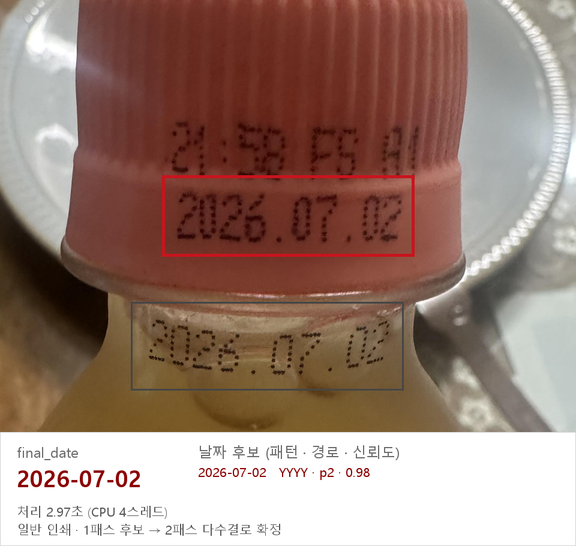 21:58 F6 A1
2026.07.02
2026.07.02
final_date
2026-07-02
날짜 후보 (패턴 · 경로 · 신뢰도)
2026-07-02 YYYY · p2 · 0.98
처리 2.97초 (CPU 4스레드)
일반 인쇄 · 1패스 후보 → 2패스 다수결로 확정